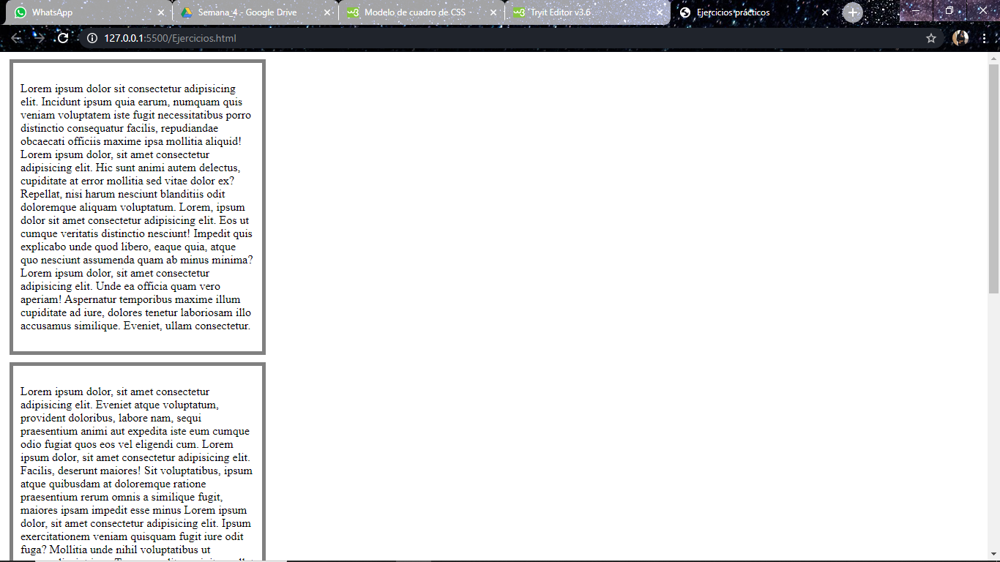 WhatsApp
Semana_4 - Google Drive
Modelo de cuadro de CSS -
Tryit Editor v3.6
Ejercicios prácticos
127.0.0.1:5500/Ejercicios.html
Lorem ipsum dolor sit consectetur adipisicing
elit. Incidunt ipsum quia earum, numquam quis
veniam voluptatem iste fugit necessitatibus porro
distinctio consequatur facilis, repudiandae
obcaecati officiis maxime ipsa mollitia aliquid!
Lorem ipsum dolor, sit amet consectetur
adipisicing elit. Hic sunt animi autem delectus,
cupiditate at error mollitia sed vitae dolor ex?
Repellat, nisi harum nesciunt blanditiis odit
doloremque aliquam voluptatum. Lorem, ipsum
dolor sit amet consectetur adipisicing elit. Eos ut
cumque veritatis distinctio nesciunt! Impedit quis
explicabo unde quod libero, eaque quia, atque
quo nesciunt assumenda quam ab minus minima?
Lorem ipsum dolor, sit amet consectetur
adipisicing elit. Unde ea officia quam vero
aperiam! Aspernatur temporibus maxime illum
cupiditate ad iure, dolores tenetur laboriosam illo
accusamus similique. Eveniet, ullam consectetur.
Lorem ipsum dolor, sit amet consectetur
adipisicing elit. Eveniet atque voluptatum,
provident doloribus, labore nam, sequi
praesentium animi aut expedita iste eum cumque
odio fugiat quos eos vel eligendi cum. Lorem
ipsum dolor, sit amet consectetur adipisicing elit.
Facilis, deserunt maiores! Sit voluptatibus, ipsum
atque quibusdam at doloremque ratione
praesentium rerum omnis a similique fugit,
maiores ipsam impedit esse minus Lorem ipsum
dolor, sit amet consectetur adipisicing elit. Ipsum
exercitationem veniam quisquam fugit iure odit
fuga? Mollitia unde nihil voluptatibus ut